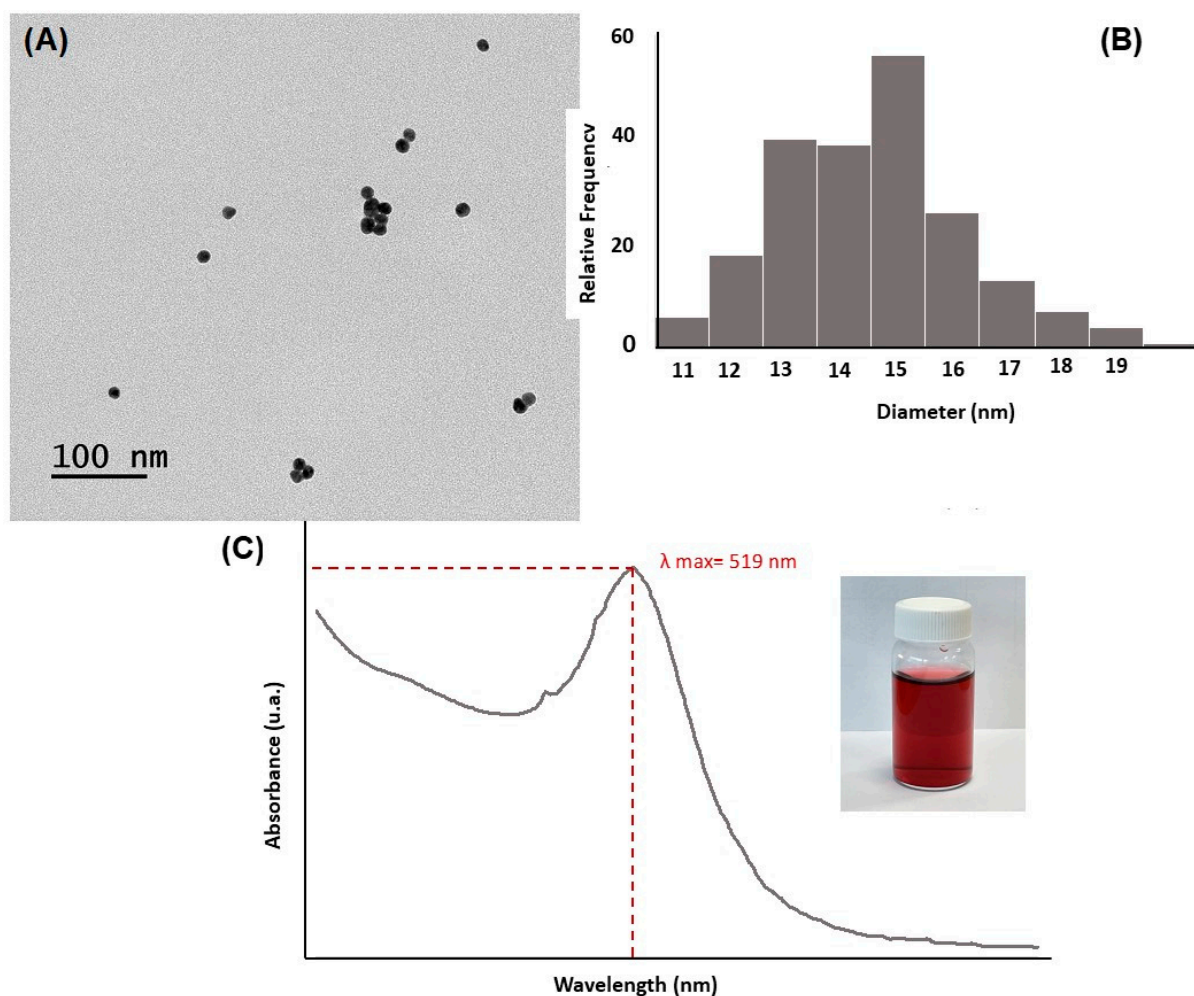 (A)
100 nm
(B)
60
40
20
0
Relative Frequency
11 12 13 14 15 16 17 18 19
Diameter (nm)
(C)
λ max= 519 nm
Absorbance (u.a.)
Wavelength (nm)